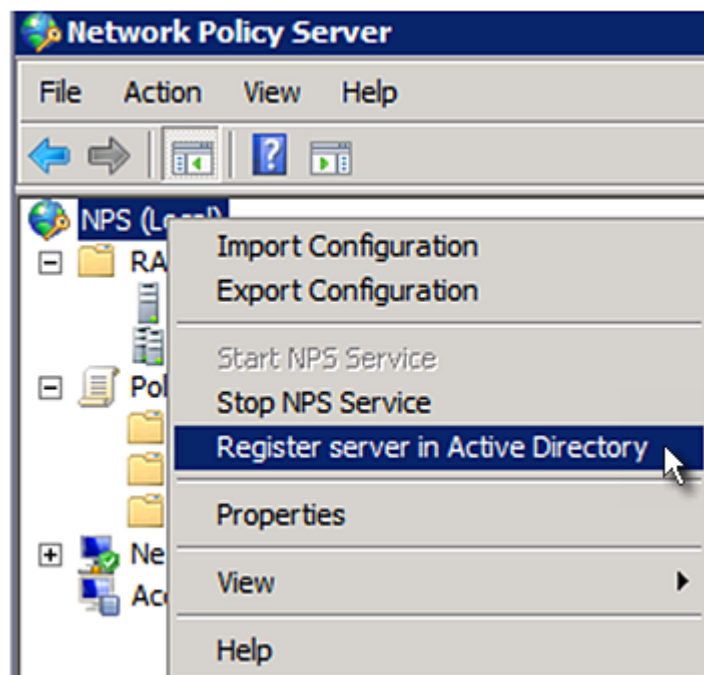 Network Policy Server
File Action View Help
NPS (Local)
Import Configuration
Export Configuration
Start NPS Service
Stop NPS Service
Register server in Active Directory
Properties
View
Help